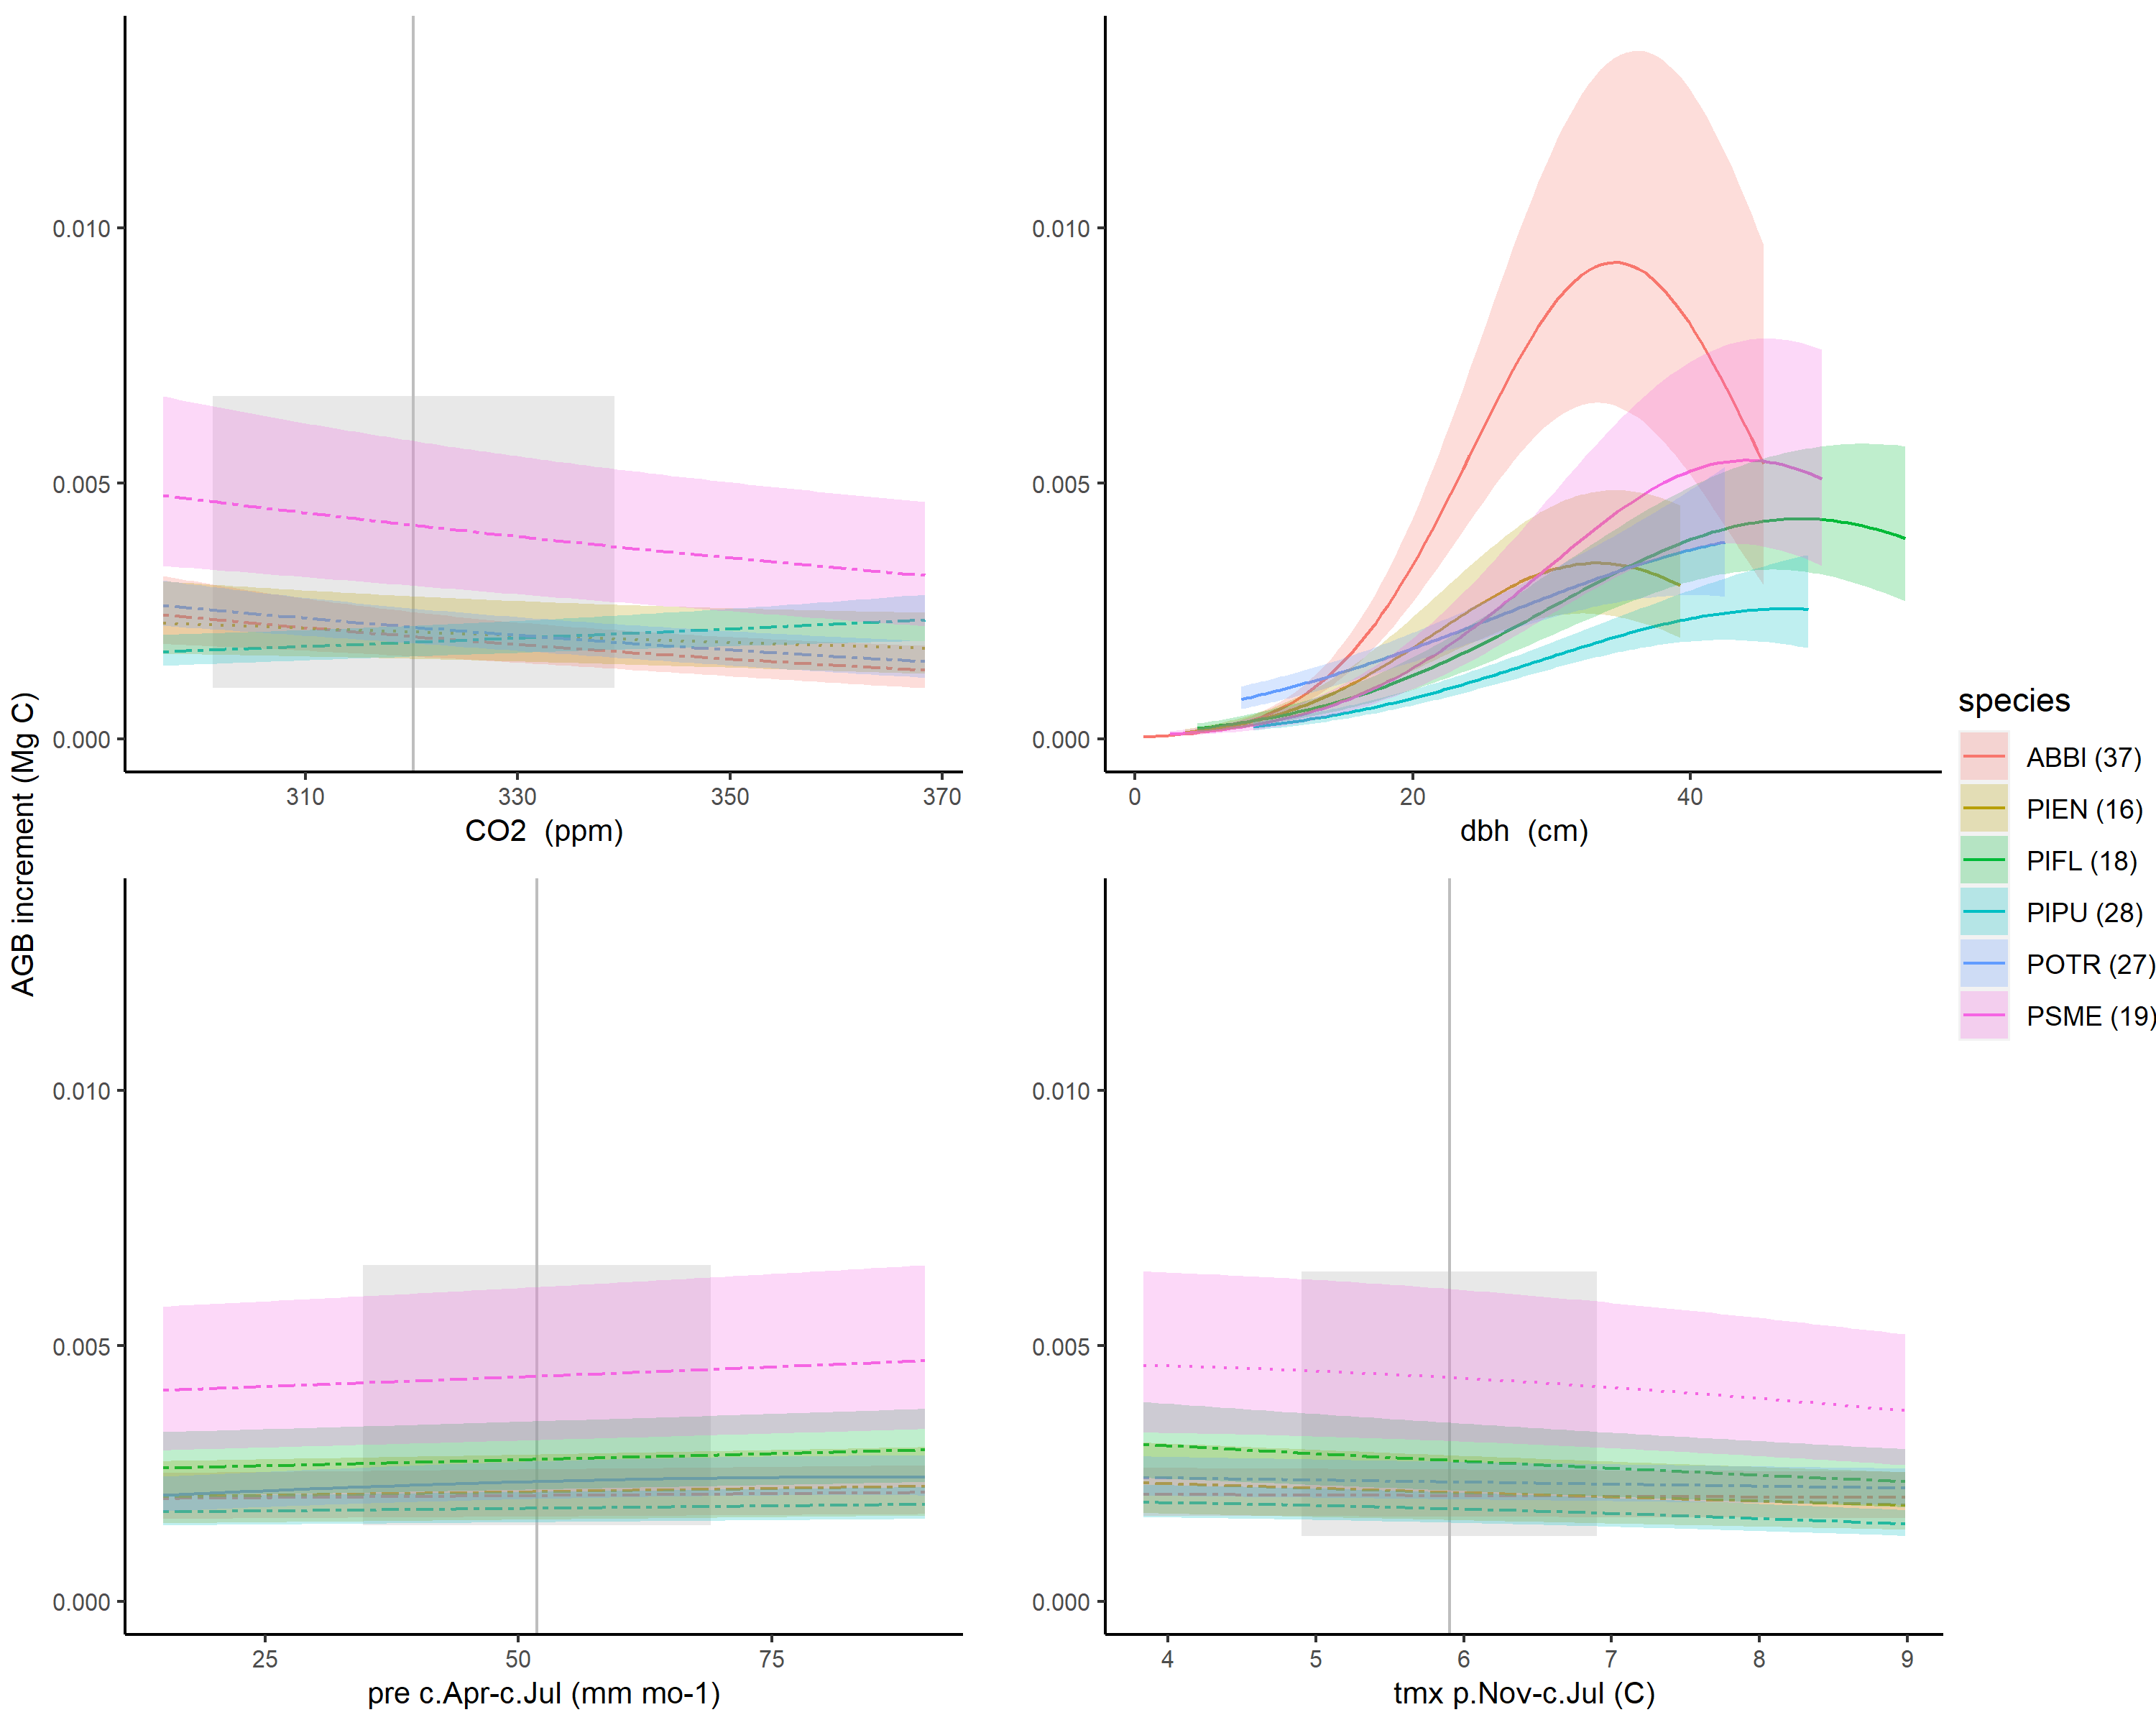 AGB increment (Mg C)
0.010
0.005
0.000
310 330 350 370
CO2 (ppm)
0.010
0.005
0.000
0 20 40
dbh (cm)
0.010
0.005
0.000
25 50 75
pre c.Apr-c.Jul (mm mo-1)
0.010
0.005
0.000
4 5 6 7 8 9
tmx p.Nov-c.Jul (C)
species
ABBI (37)
PIEN (16)
PIFL (18)
PIPU (28)
POTR (27)
PSME (19)